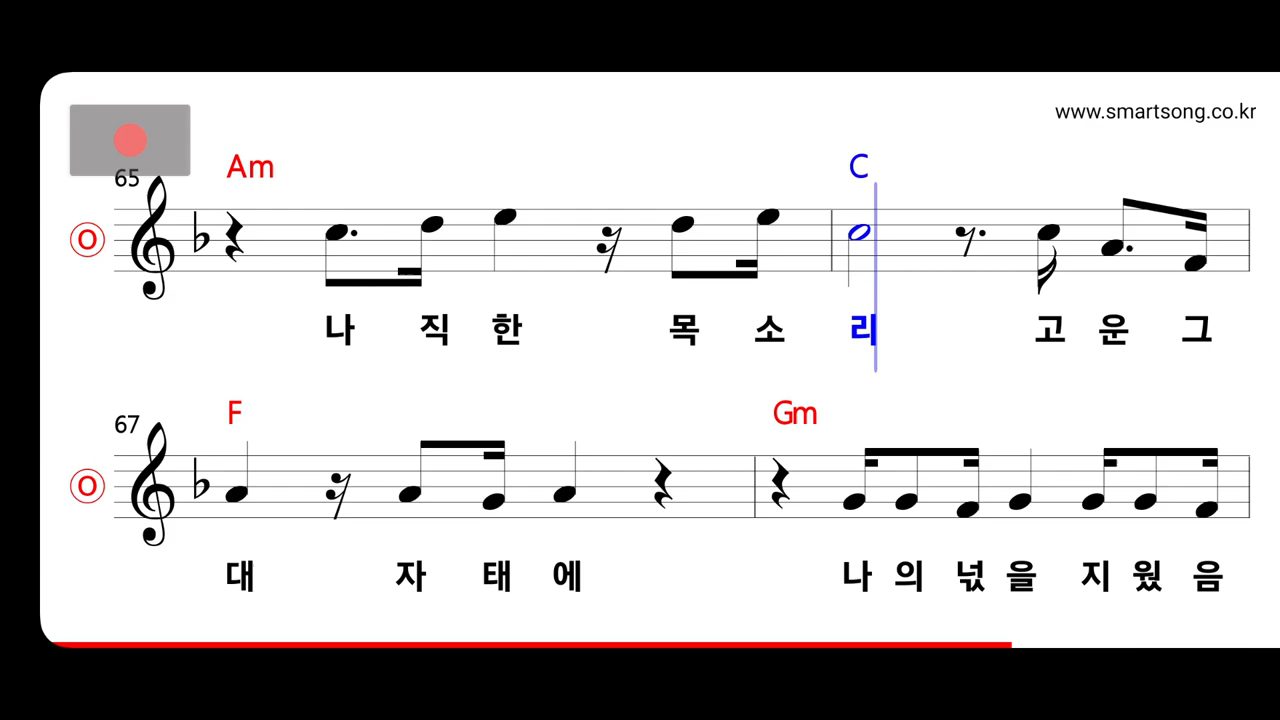 www.smartsong.co.kr
65
Am C
O
나 직 한 목 소 리 고 운 그
67
F Gm
O
대 자 태 에 나 의 넋 을 지 웠 음